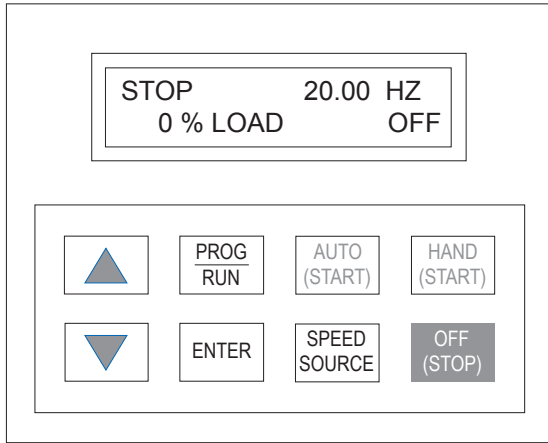 STOP 20.00 HZ
0 % LOAD OFF
PROG
RUN
AUTO
(START)
HAND
(START)
ENTER
SPEED
SOURCE
OFF
(STOP)